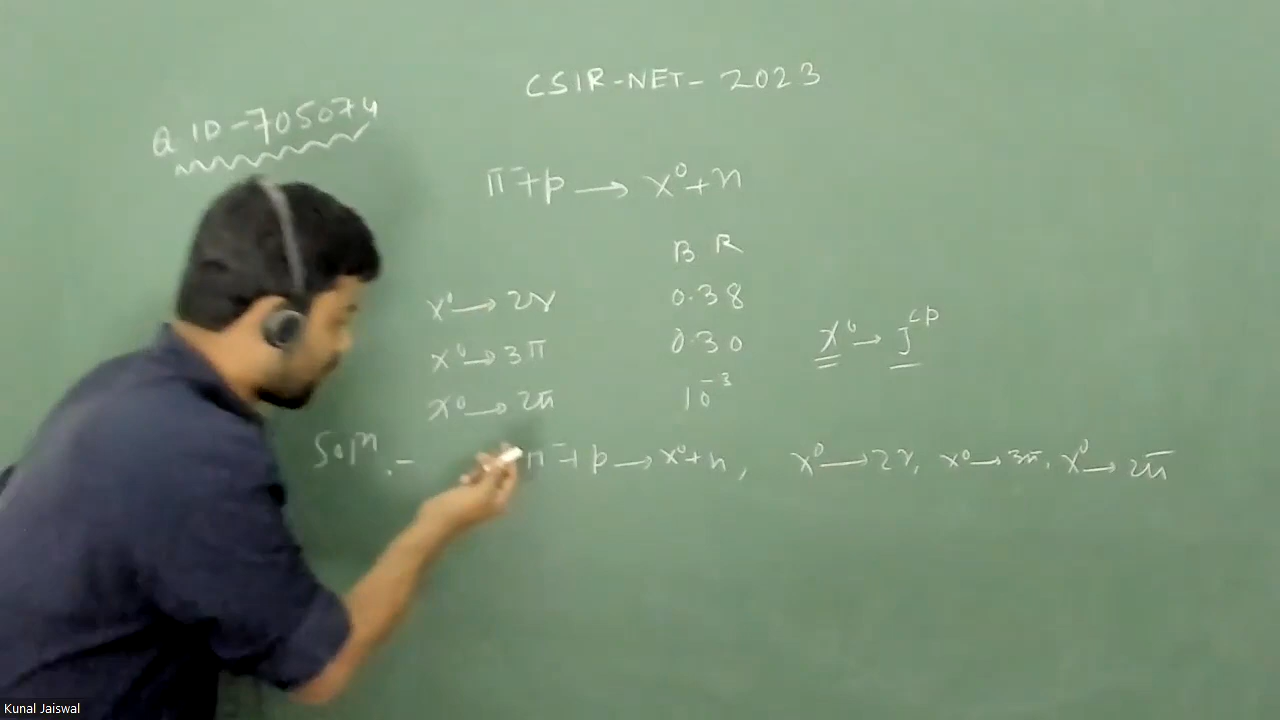 CSIR-NET-2023
Q ID-705074
π⁻+p → X⁰+n
BR
X⁰ → 2γ 0.38
X⁰ → 3π 0.30
X⁰ → J^CP
X⁰ → 2π 10⁻³
Solⁿ.- π⁻+p → X⁰+n, X⁰ → 2γ, X⁰ → 3π, X⁰ → 2π
Kunal Jaiswal